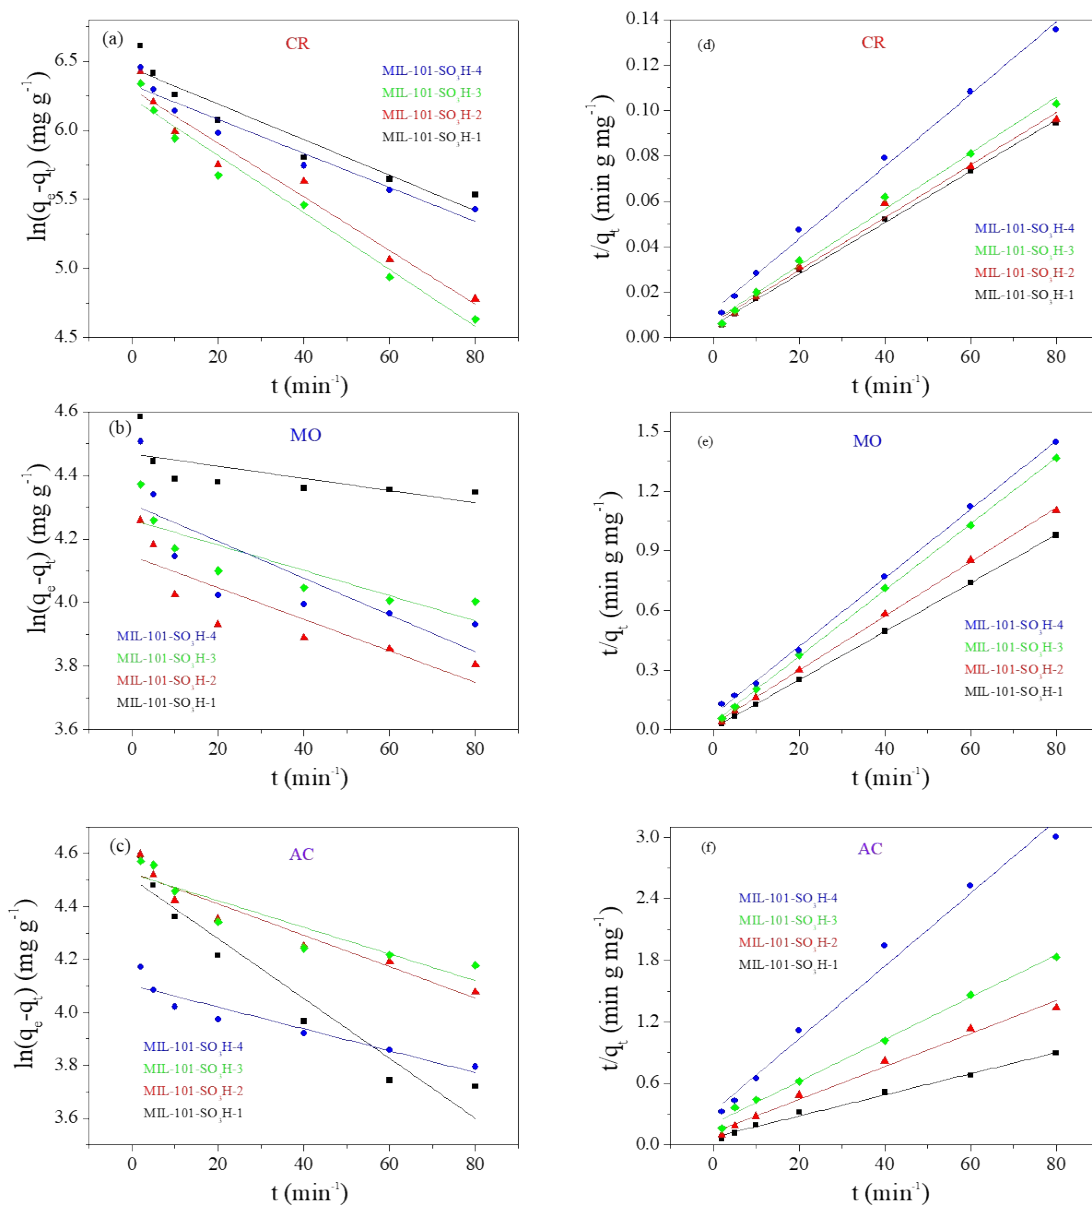 (a)
CR
MIL-101-SO₃H-4
MIL-101-SO₃H-3
MIL-101-SO₃H-2
MIL-101-SO₃H-1
6.5
6.0
5.5
5.0
4.5
ln(qₑ-qₜ) (mg g⁻¹)
0 20 40 60 80
t (min⁻¹)
(d)
CR
0.14
0.12
0.10
0.08
0.06
0.04
0.02
0.00
t/qₜ (min g mg⁻¹)
MIL-101-SO₃H-4
MIL-101-SO₃H-3
MIL-101-SO₃H-2
MIL-101-SO₃H-1
0 20 40 60 80
t (min⁻¹)
(b)
MO
4.6
4.4
4.2
4.0
3.8
3.6
ln(qₑ-qₜ) (mg g⁻¹)
MIL-101-SO₃H-4
MIL-101-SO₃H-3
MIL-101-SO₃H-2
MIL-101-SO₃H-1
0 20 40 60 80
t (min⁻¹)
(e)
MO
1.5
1.2
0.9
0.6
0.3
0.0
t/qₜ (min g mg⁻¹)
MIL-101-SO₃H-4
MIL-101-SO₃H-3
MIL-101-SO₃H-2
MIL-101-SO₃H-1
0 20 40 60 80
t (min⁻¹)
(c)
AC
4.6
4.4
4.2
4.0
3.8
3.6
ln(qₑ-qₜ) (mg g⁻¹)
MIL-101-SO₃H-4
MIL-101-SO₃H-3
MIL-101-SO₃H-2
MIL-101-SO₃H-1
0 20 40 60 80
t (min⁻¹)
(f)
AC
3.0
2.4
1.8
1.2
0.6
0.0
t/qₜ (min g mg⁻¹)
MIL-101-SO₃H-4
MIL-101-SO₃H-3
MIL-101-SO₃H-2
MIL-101-SO₃H-1
0 20 40 60 80
t (min⁻¹)